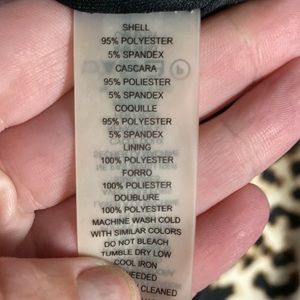 SHELL
95% POLYESTER
5% SPANDEX
CASCARA
95% POLIESTER
5% SPANDEX
COQUILLE
95% POLYESTER
5% SPANDEX
LINING
100% POLYESTER
FORRO
100% POLIESTER
DOUBLURE
100% POLYESTER
MACHINE WASH COLD
WITH SIMILAR COLORS
DO NOT BLEACH
TUMBLE DRY LOW
COOL IRON
NEEDED
CLEANED